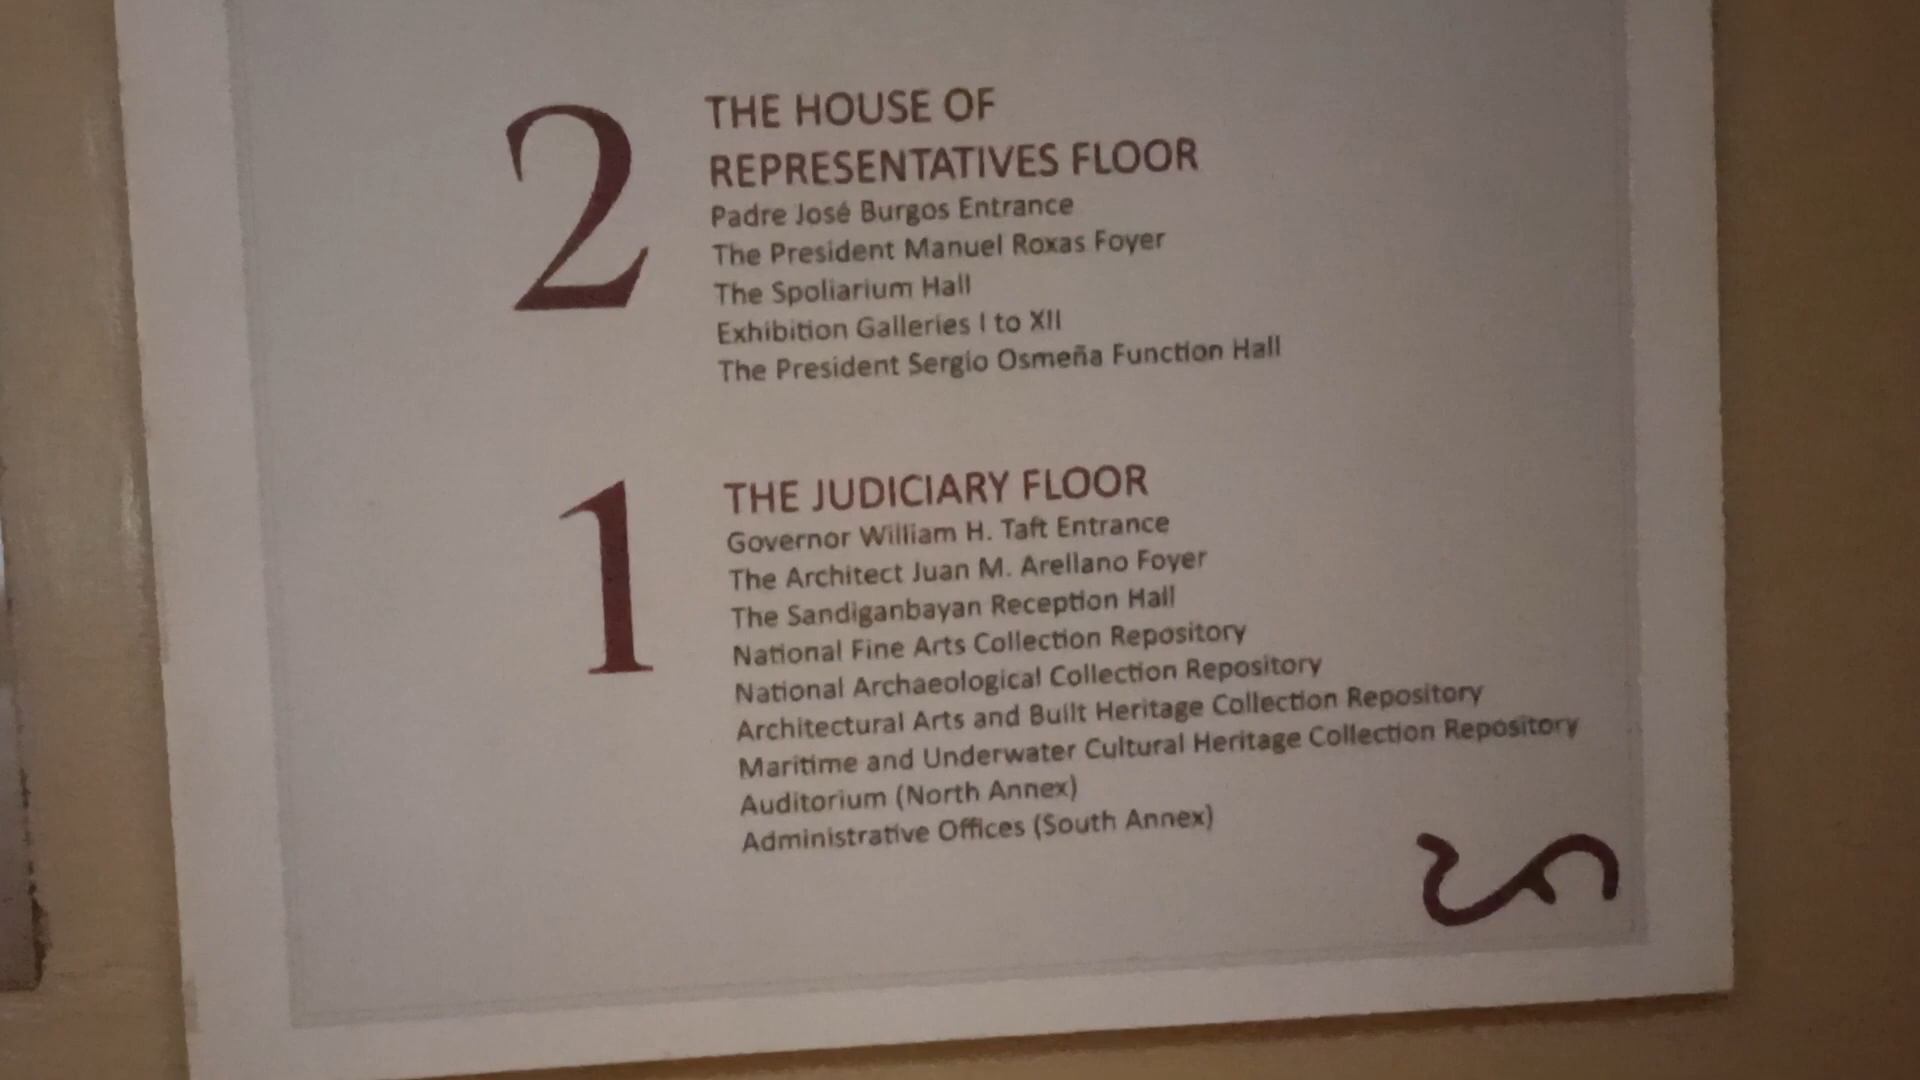 2
THE HOUSE OF
REPRESENTATIVES FLOOR
Padre José Burgos Entrance
The President Manuel Roxas Foyer
The Spoliarium Hall
Exhibition Galleries I to XII
The President Sergio Osmeña Function Hall
1
THE JUDICIARY FLOOR
Governor William H. Taft Entrance
The Architect Juan M. Arellano Foyer
The Sandiganbayan Reception Hall
National Fine Arts Collection Repository
National Archaeological Collection Repository
Architectural Arts and Built Heritage Collection Repository
Maritime and Underwater Cultural Heritage Collection Repository
Auditorium (North Annex)
Administrative Offices (South Annex)
ᜉ